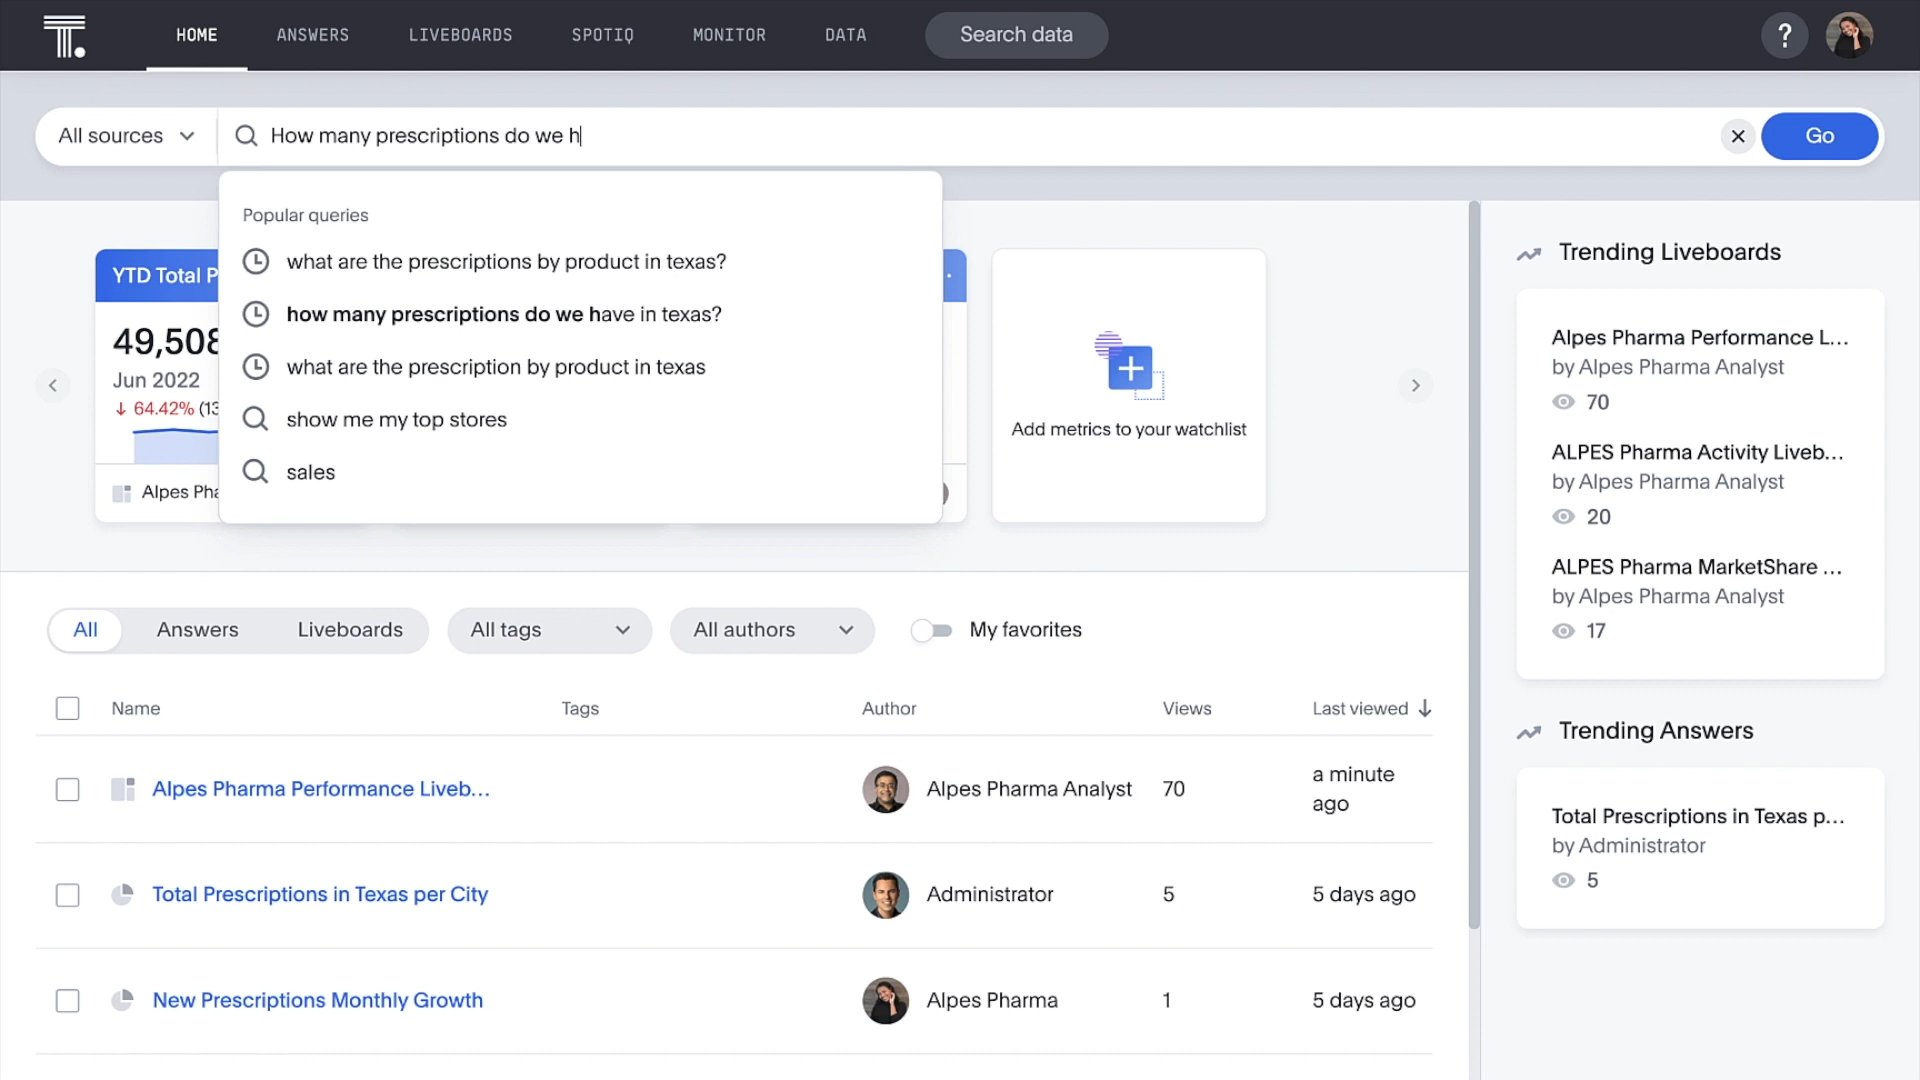 HOME
ANSWERS
LIVEBOARDS
SPOTIQ
MONITOR
DATA
Search data
?
All sources
How many prescriptions do we h
Go
Popular queries
what are the prescriptions by product in texas?
how many prescriptions do we have in texas?
what are the prescription by product in texas
show me my top stores
sales
YTD Total P
49,508
Jun 2022
↓ 64.42% (13
Alpes Pha
Add metrics to your watchlist
Trending Liveboards
Alpes Pharma Performance L...
by Alpes Pharma Analyst
70
ALPES Pharma Activity Liveb...
by Alpes Pharma Analyst
20
ALPES Pharma MarketShare ...
by Alpes Pharma Analyst
17
Trending Answers
Total Prescriptions in Texas p...
by Administrator
5
All
Answers
Liveboards
All tags
All authors
My favorites
Name
Tags
Author
Views
Last viewed ↓
Alpes Pharma Performance Liveb...
Alpes Pharma Analyst
70
a minute
ago
Total Prescriptions in Texas per City
Administrator
5
5 days ago
New Prescriptions Monthly Growth
Alpes Pharma
1
5 days ago